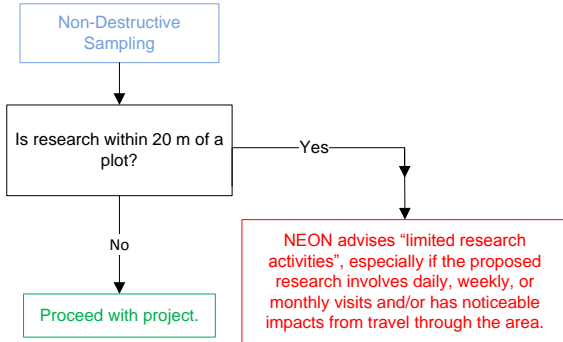 Non-Destructive
Sampling
Is research within 20 m of a
plot?
Yes
No
NEON advises “limited research
activities”, especially if the proposed
research involves daily, weekly, or
monthly visits and/or has noticeable
impacts from travel through the area.
Proceed with project.